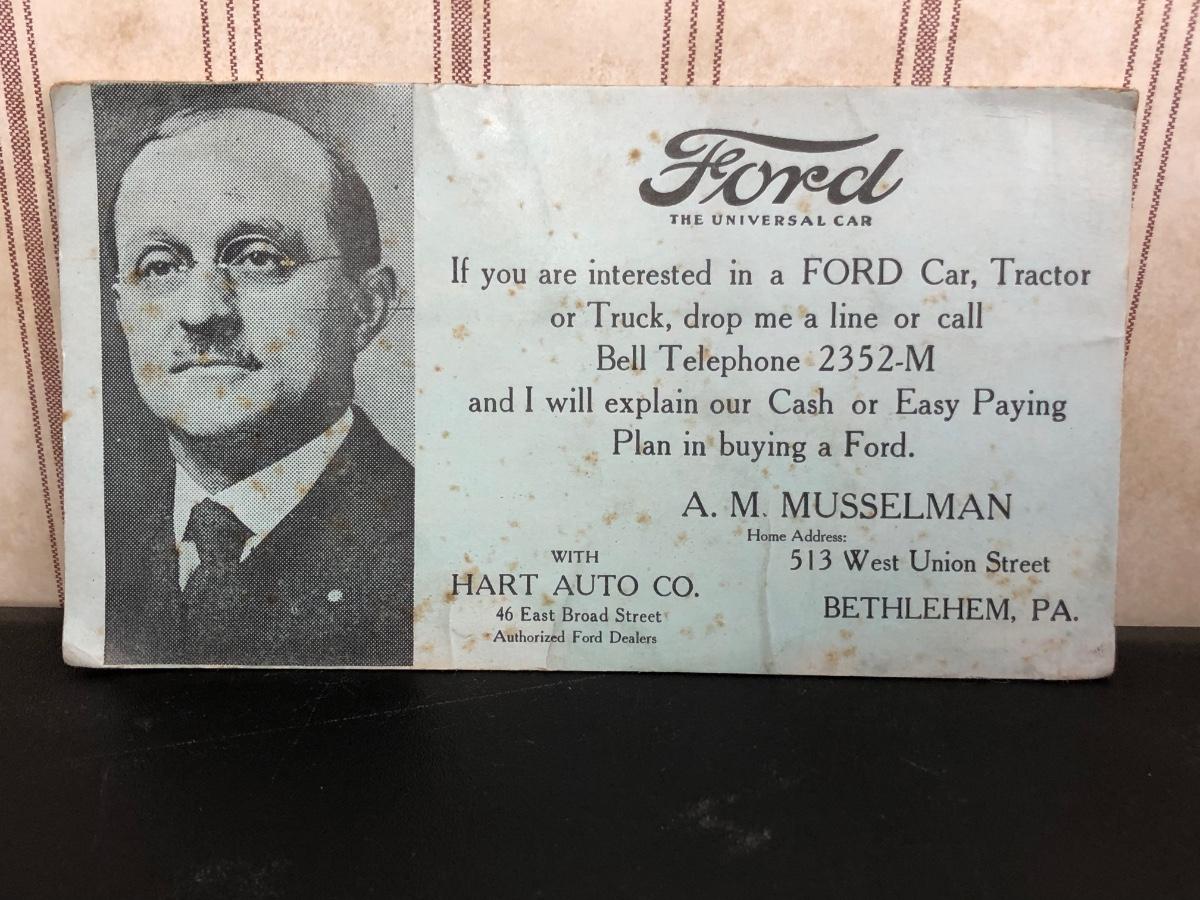 Ford
THE UNIVERSAL CAR
If you are interested in a FORD Car, Tractor
or Truck, drop me a line or call
Bell Telephone 2352-M
and I will explain our Cash or Easy Paying
Plan in buying a Ford.
A. M. MUSSELMAN
Home Address:
513 West Union Street
BETHLEHEM, PA.
WITH
HART AUTO CO.
46 East Broad Street
Authorized Ford Dealers